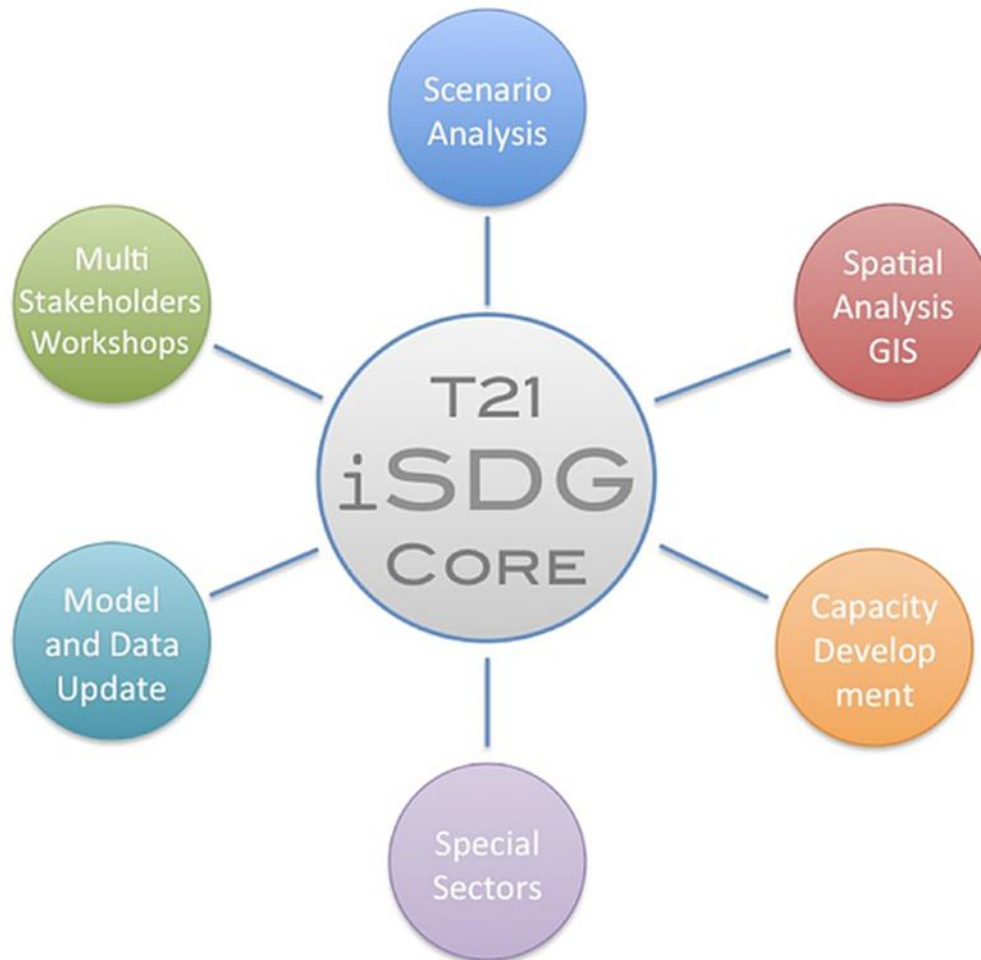 Scenario
Analysis
Multi
Stakeholders
Workshops
Spatial
Analysis
GIS
T21
iSDG
CORE
Model
and Data
Update
Capacity
Develop
ment
Special
Sectors